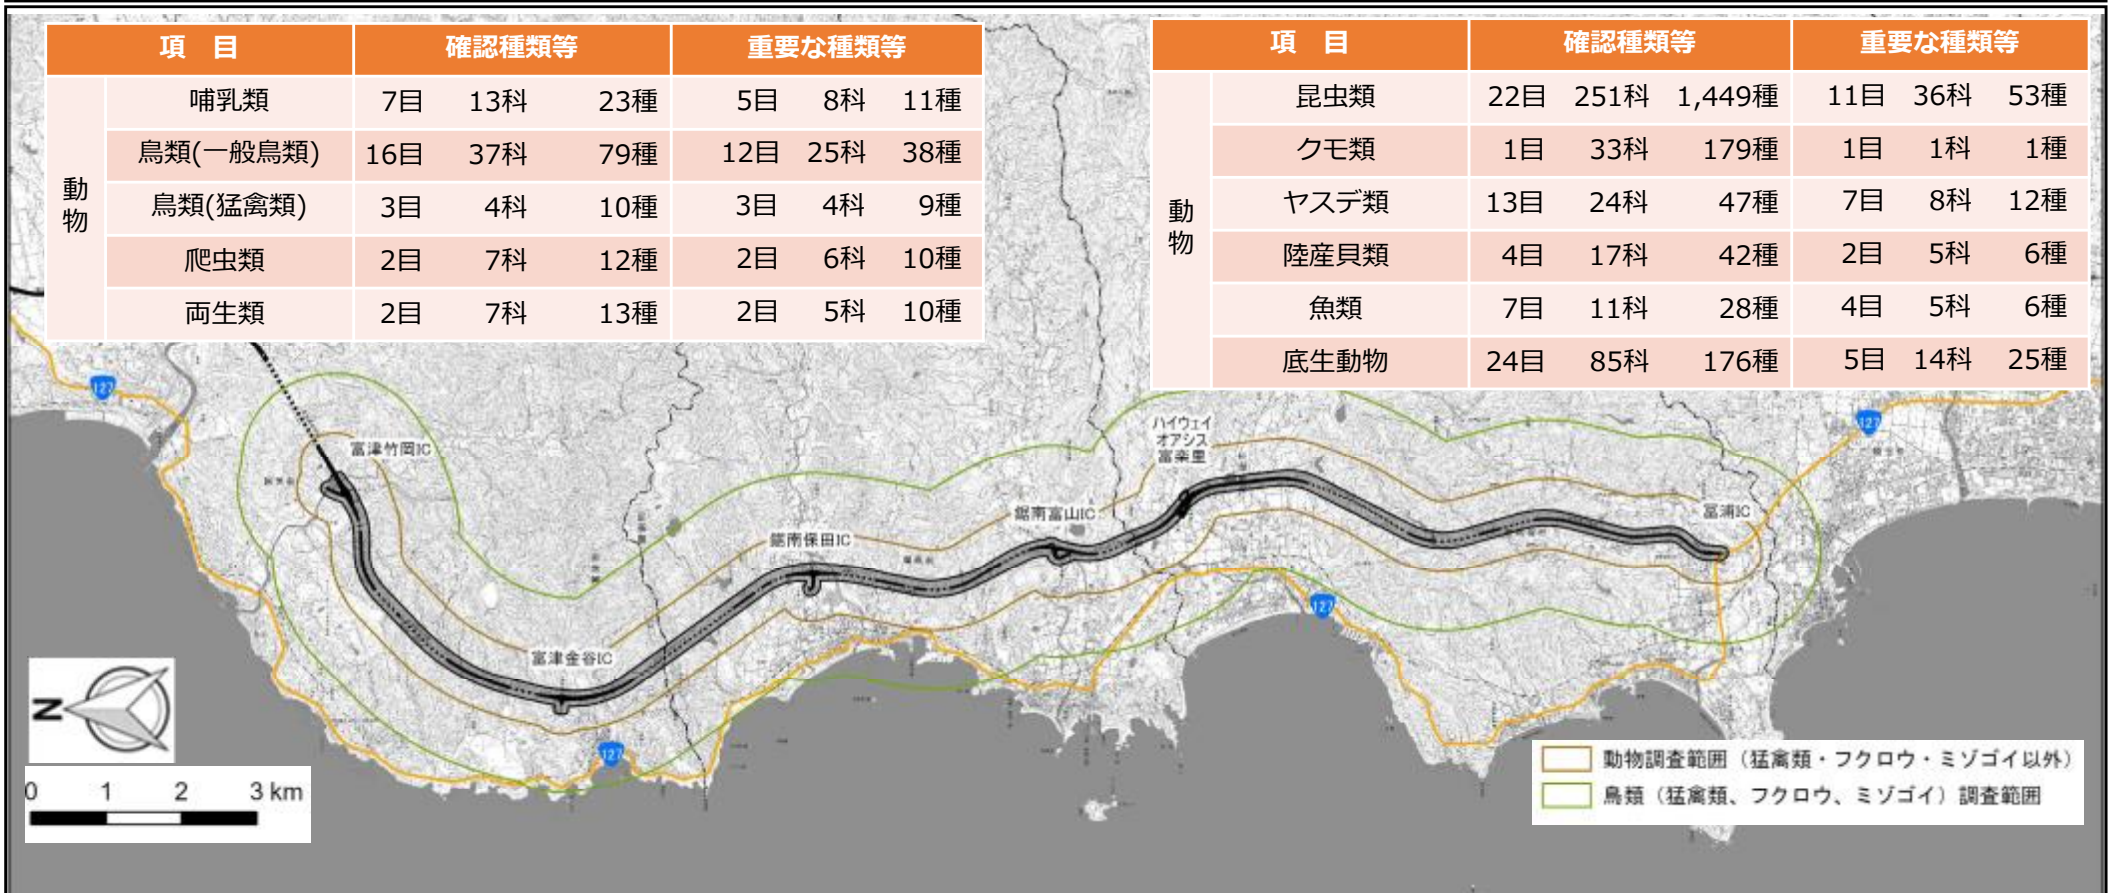 項　目　確認種類等　重要な種類等
動物
哺乳類　7目　13科　23種　5目　8科　11種
鳥類(一般鳥類)　16目　37科　79種　12目　25科　38種
鳥類(猛禽類)　3目　4科　10種　3目　4科　9種
爬虫類　2目　7科　12種　2目　6科　10種
両生類　2目　7科　13種　2目　5科　10種
項　目　確認種類等　重要な種類等
動物
昆虫類　22目　251科　1,449種　11目　36科　53種
クモ類　1目　33科　179種　1目　1科　1種
ヤスデ類　13目　24科　47種　7目　8科　12種
陸産貝類　4目　17科　42種　2目　5科　6種
魚類　7目　11科　28種　4目　5科　6種
底生動物　24目　85科　176種　5目　14科　25種
127
富津竹岡IC
ハイウェイ
オアシス
富楽里
127
鋸南富山IC
富浦IC
鋸南保田IC
127
富津金谷IC
127
N
0　1　2　3 km
動物調査範囲（猛禽類・フクロウ・ミゾゴイ以外）
鳥類（猛禽類、フクロウ、ミゾゴイ）調査範囲